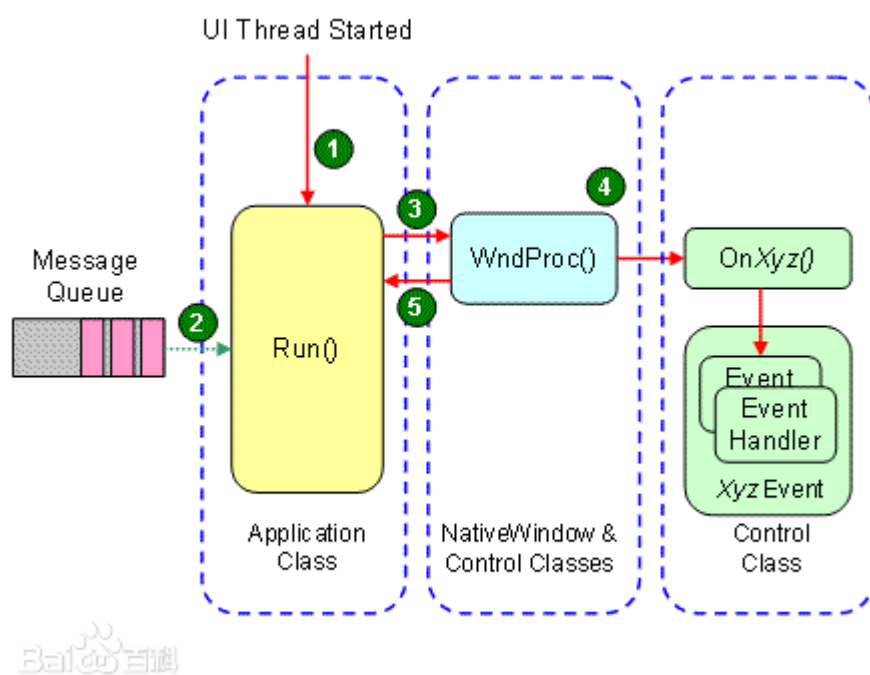 UI Thread Started
1
3
4
Message
Queue
2
WndProc()
OnXyz()
5
Run()
Event
Event
Handler
Xyz Event
Application
Class
NativeWindow &
Control Classes
Control
Class
Bai百科